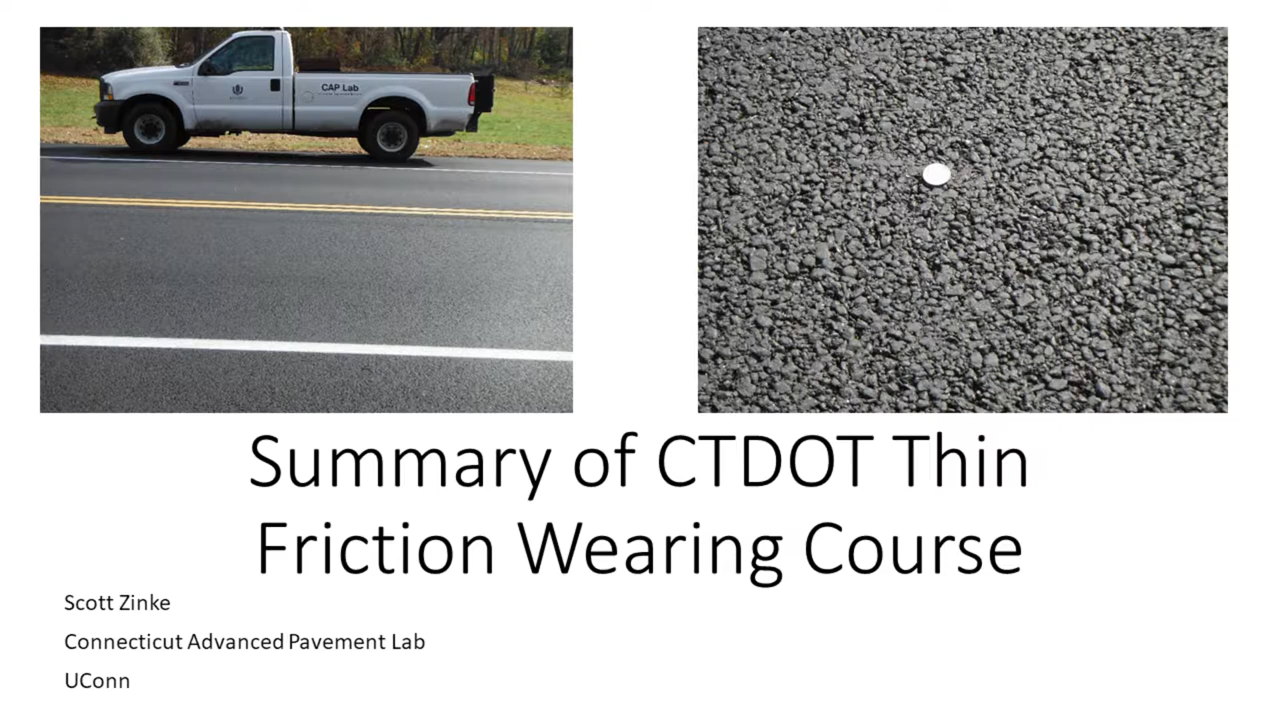 CAP Lab
Summary of CTDOT Thin
Friction Wearing Course
Scott Zinke
Connecticut Advanced Pavement Lab
UConn